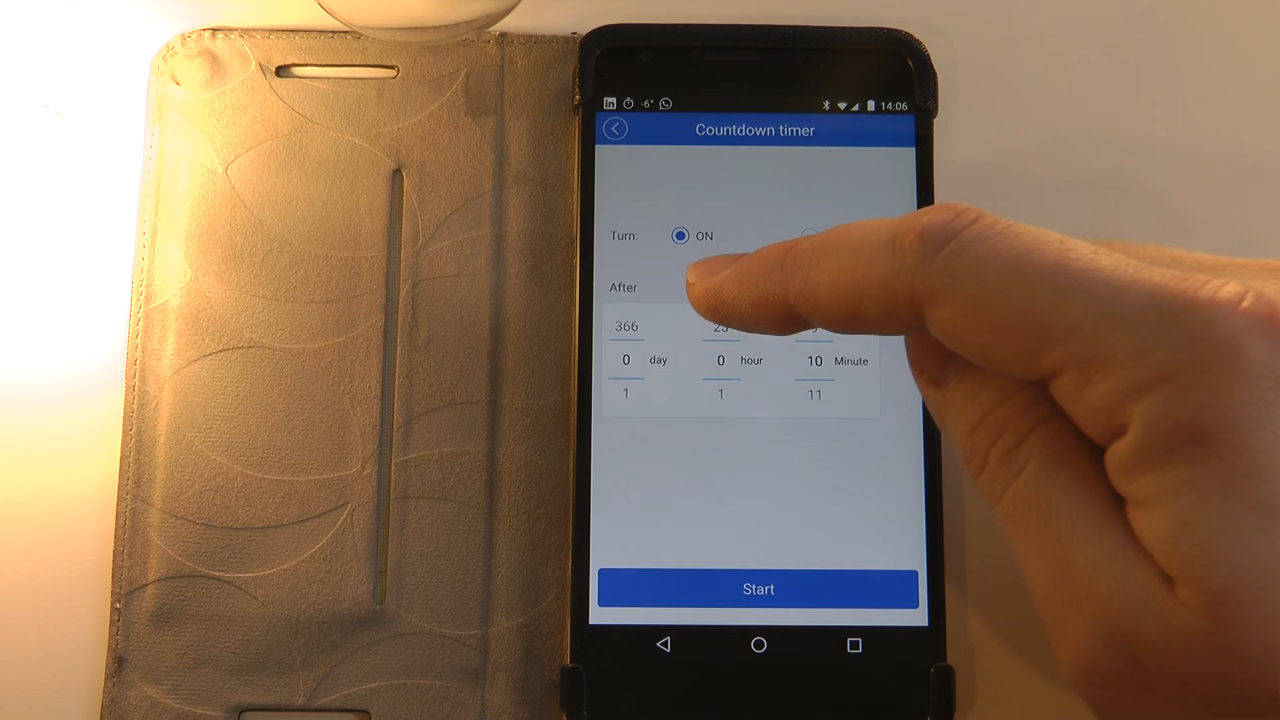 in -6° 14:06
Countdown timer
Turn: ON
After
366
0 day 0 hour 10 Minute
1 1 11
Start